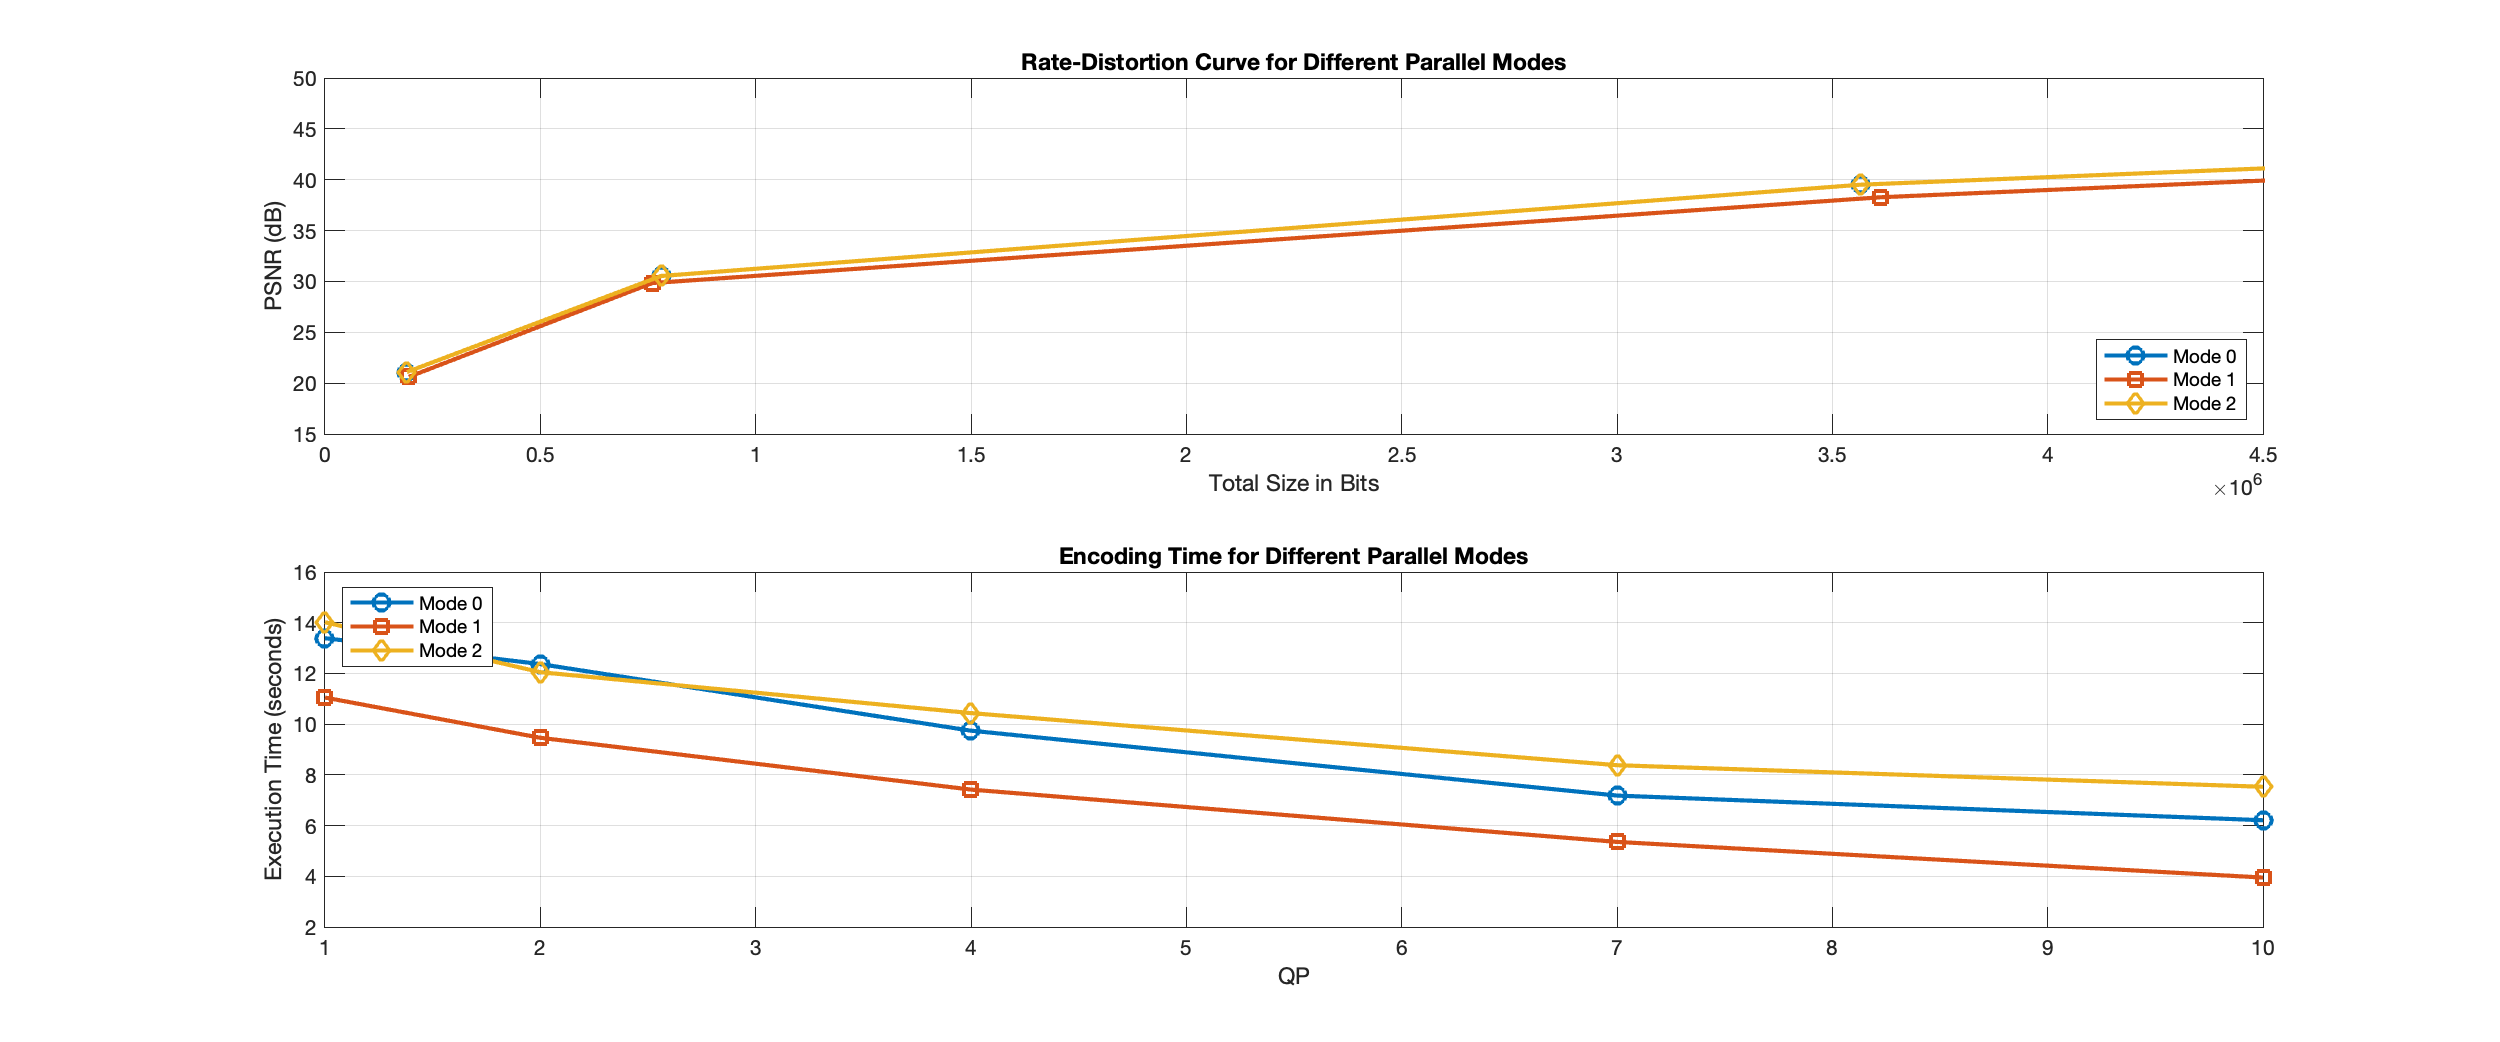 Rate-Distortion Curve for Different Parallel Modes
50
45
40
35
30
25
20
15
PSNR (dB)
Mode 0
Mode 1
Mode 2
0 0.5 1 1.5 2 2.5 3 3.5 4 4.5
Total Size in Bits
×10⁶
Encoding Time for Different Parallel Modes
16
14
12
10
8
6
4
2
Execution Time (seconds)
Mode 0
Mode 1
Mode 2
1 2 3 4 5 6 7 8 9 10
QP